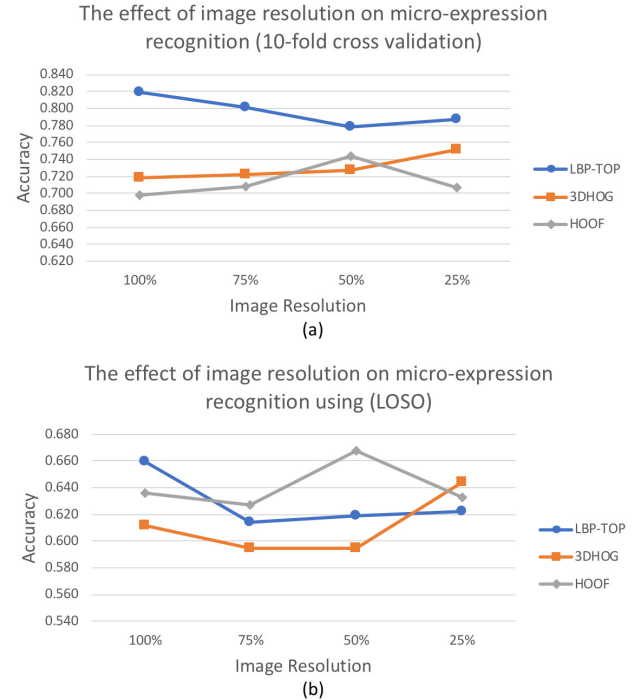 The effect of image resolution on micro-expression
recognition (10-fold cross validation)
0.840
0.820
0.800
0.780
0.760
0.740
0.720
0.700
0.680
0.660
0.640
0.620
Accuracy
100% 75% 50% 25%
Image Resolution
LBP-TOP
3DHOG
HOOF
(a)
The effect of image resolution on micro-expression
recognition using (LOSO)
0.680
0.660
0.640
0.620
0.600
0.580
0.560
0.540
Accuracy
100% 75% 50% 25%
Image Resolution
LBP-TOP
3DHOG
HOOF
(b)